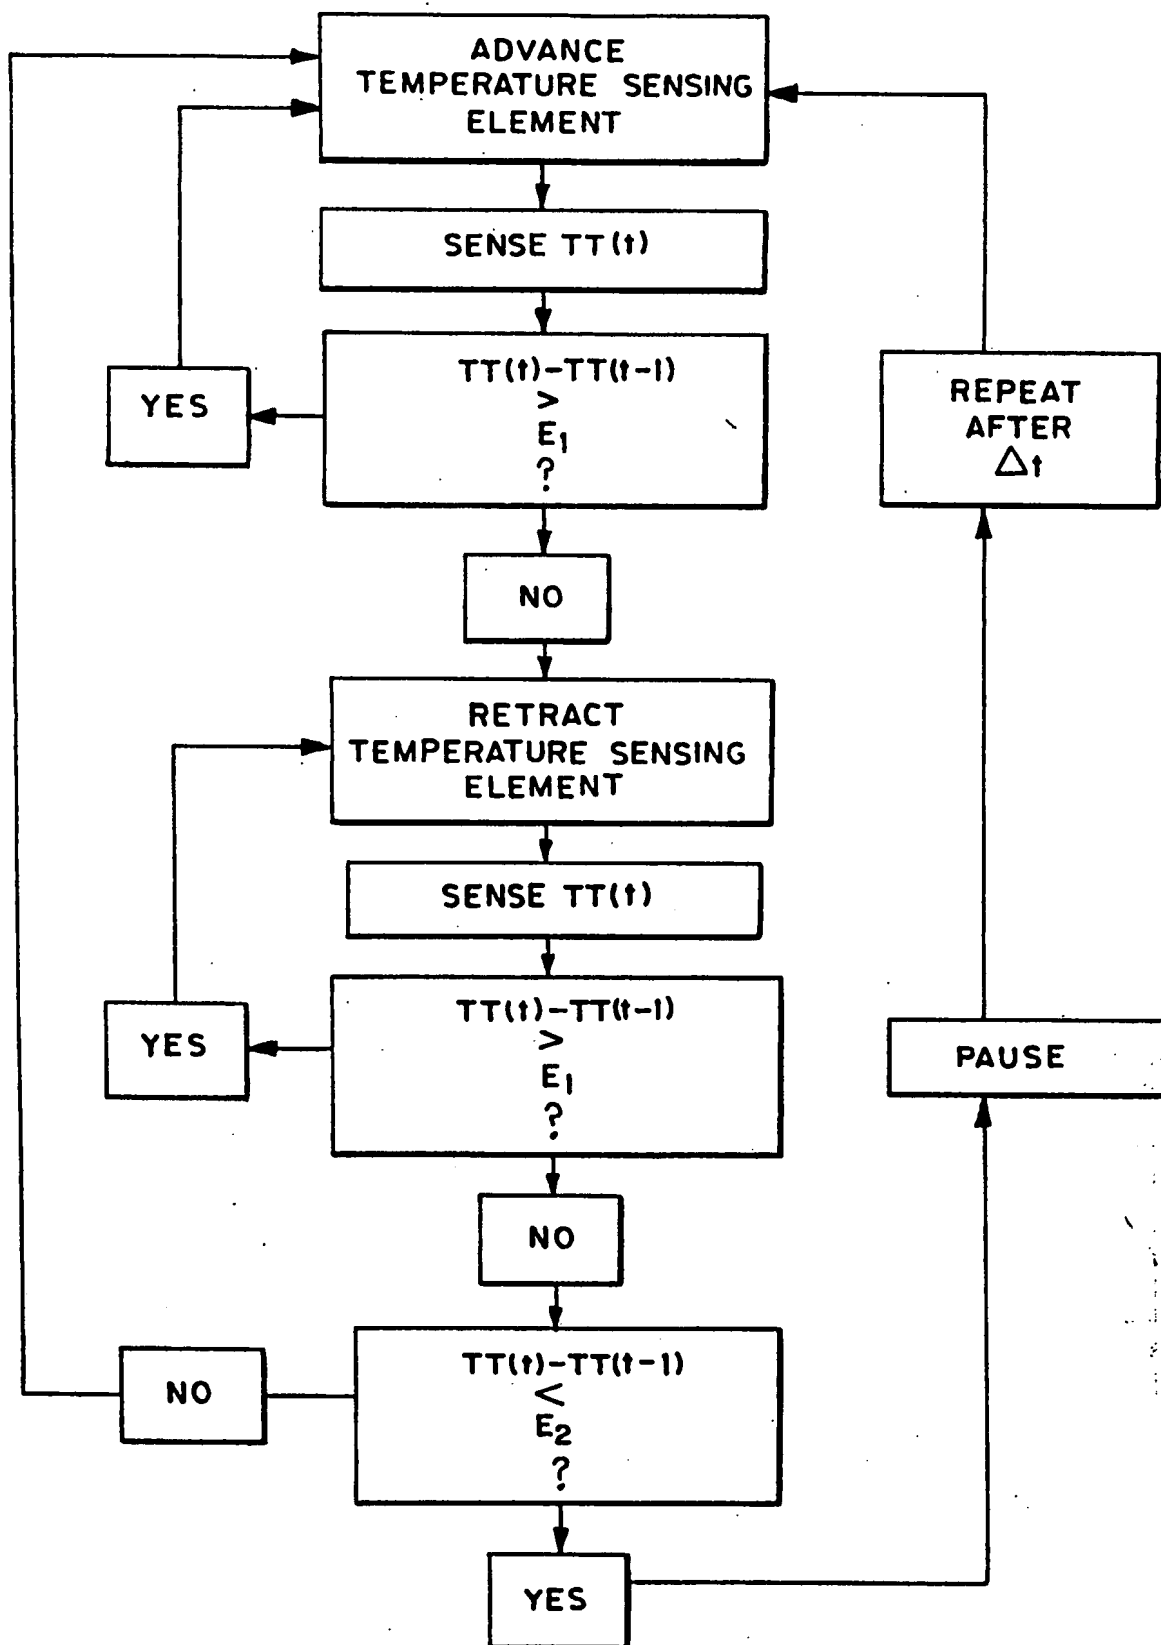 ADVANCE
TEMPERATURE SENSING
ELEMENT
SENSE TT(t)
TT(t)-TT(t-1)
>
E1
?
YES
REPEAT
AFTER
△t
NO
RETRACT
TEMPERATURE SENSING
ELEMENT
SENSE TT(t)
TT(t)-TT(t-1)
>
E1
?
YES
PAUSE
NO
TT(t)-TT(t-1)
<
E2
?
NO
YES